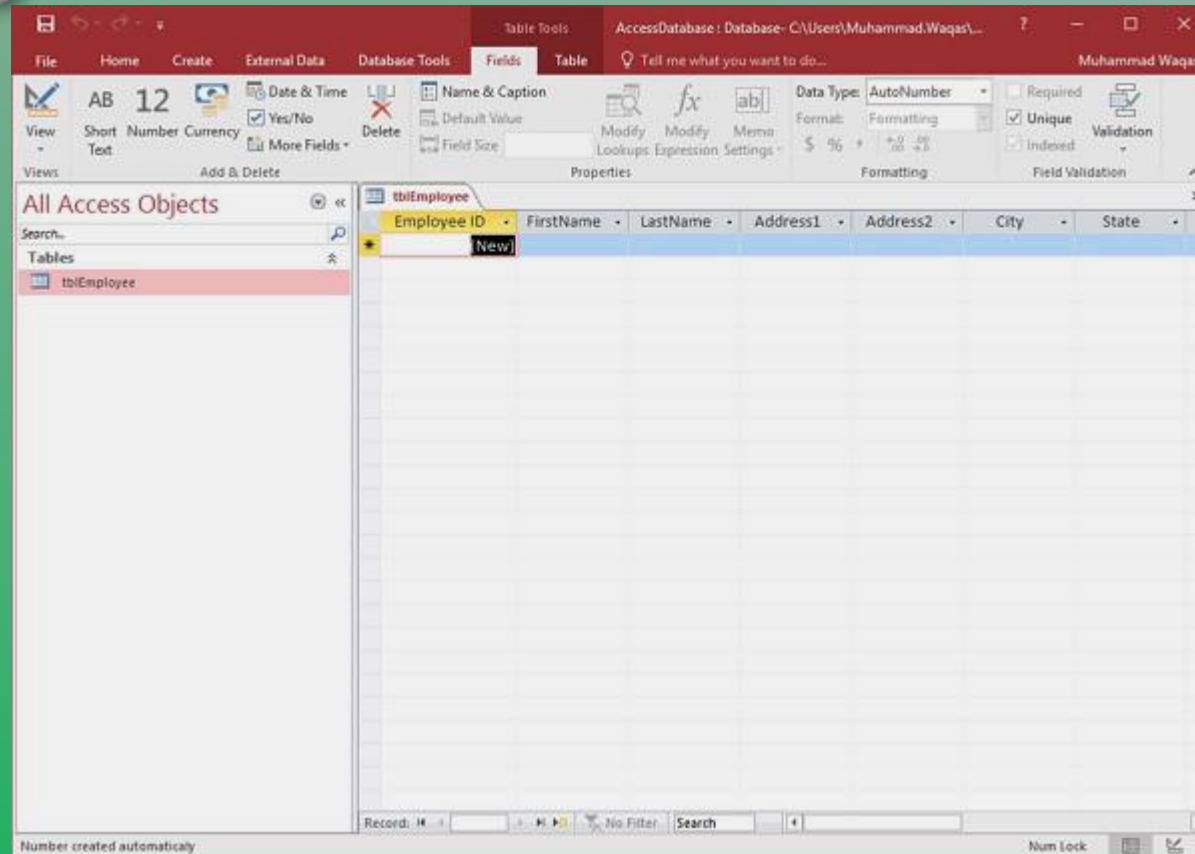 Table Tools AccessDatabase : Database- C:\Users\Muhammad.Waqas\... ?
File Home Create External Data Database Tools Fields Table Tell me what you want to do... Muhammad Waqas
View
Views
AB Short Text
12 Number
Currency
Date & Time
Yes/No
More Fields
Add & Delete
Delete
Name & Caption
Default Value
Field Size
Modify Lookups
fx Modify Expression
ab Memo Settings
Properties
Data Type: AutoNumber
Format: Formatting
$ % ,
Formatting
Required
Unique
Indexed
Validation
Field Validation
All Access Objects
Search...
Tables
tblEmployee
tblEmployee
Employee ID FirstName LastName Address1 Address2 City State
(New)
Record: No Filter Search
Number created automaticaly Num Lock